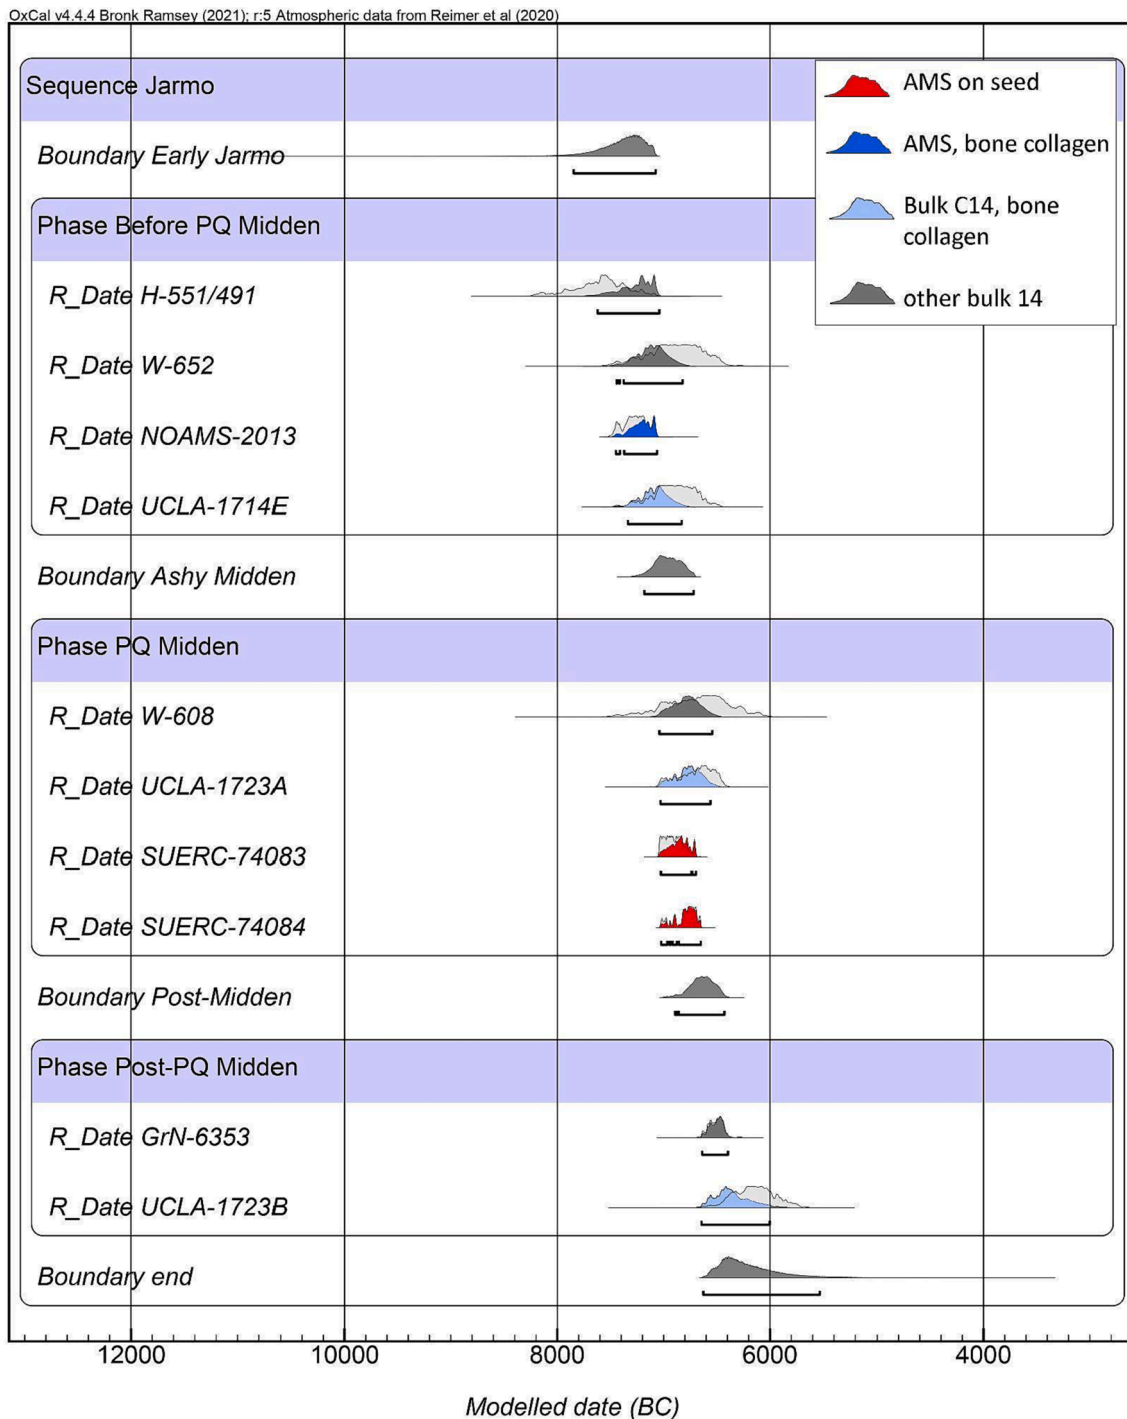 OxCal v4.4.4 Bronk Ramsey (2021); r:5 Atmospheric data from Reimer et al (2020)
Sequence Jarmo
AMS on seed
AMS, bone collagen
Bulk C14, bone
collagen
other bulk 14
Boundary Early Jarmo
Phase Before PQ Midden
R_Date H-551/491
R_Date W-652
R_Date NOAMS-2013
R_Date UCLA-1714E
Boundary Ashy Midden
Phase PQ Midden
R_Date W-608
R_Date UCLA-1723A
R_Date SUERC-74083
R_Date SUERC-74084
Boundary Post-Midden
Phase Post-PQ Midden
R_Date GrN-6353
R_Date UCLA-1723B
Boundary end
12000 10000 8000 6000 4000
Modelled date (BC)